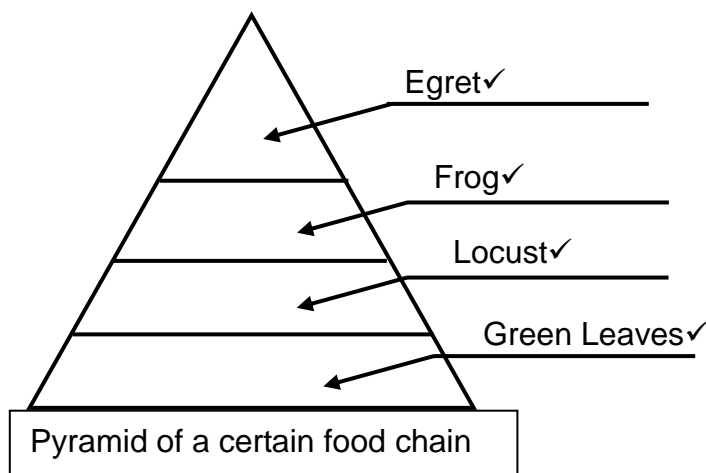 Egret✓
Frog✓
Locust✓
Green Leaves✓
Pyramid of a certain food chain